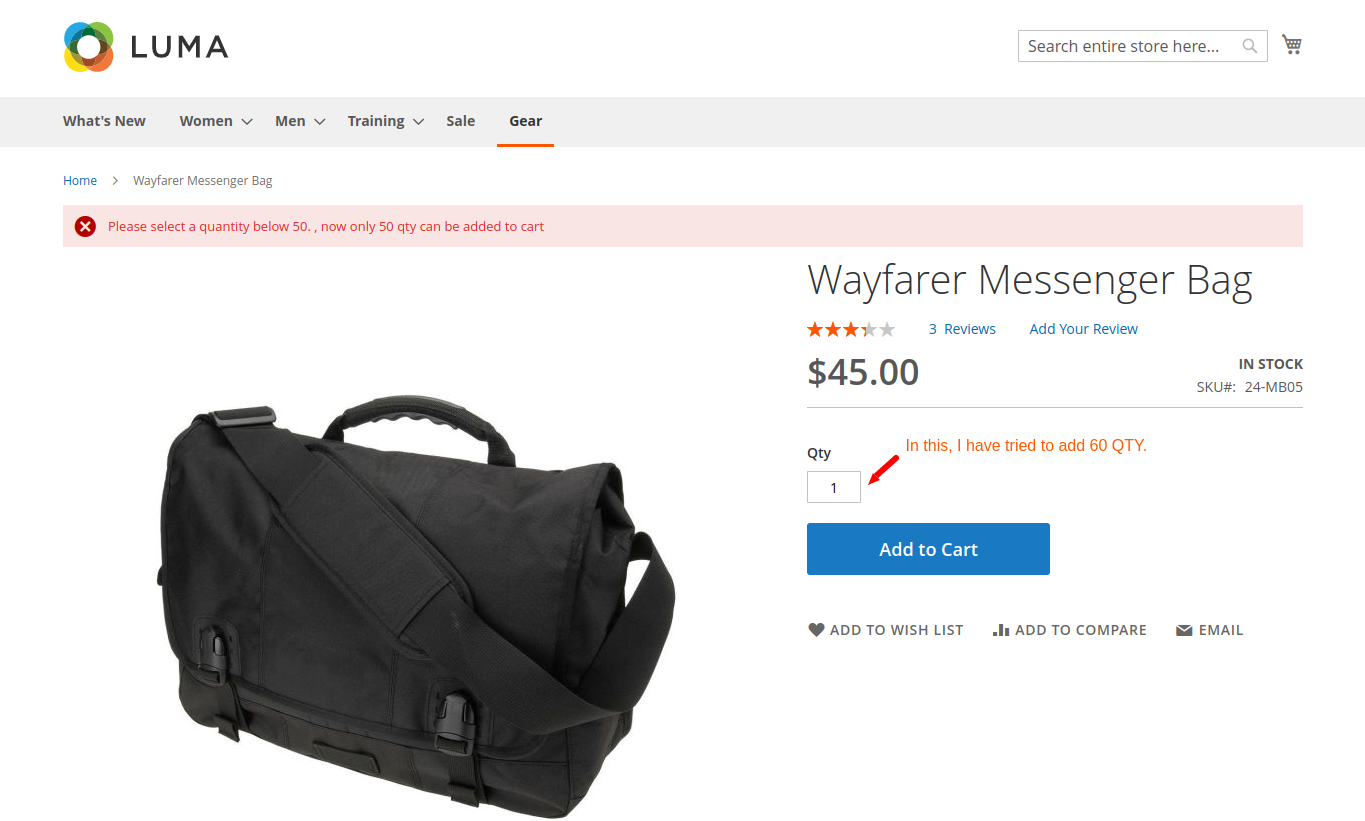 LUMA
Search entire store here...
What's New Women Men Training Sale Gear
Home Wayfarer Messenger Bag
Please select a quantity below 50. , now only 50 qty can be added to cart
Wayfarer Messenger Bag
3 Reviews Add Your Review
$45.00
IN STOCK
SKU#: 24-MB05
In this, I have tried to add 60 QTY.
Qty
1
Add to Cart
ADD TO WISH LIST ADD TO COMPARE EMAIL